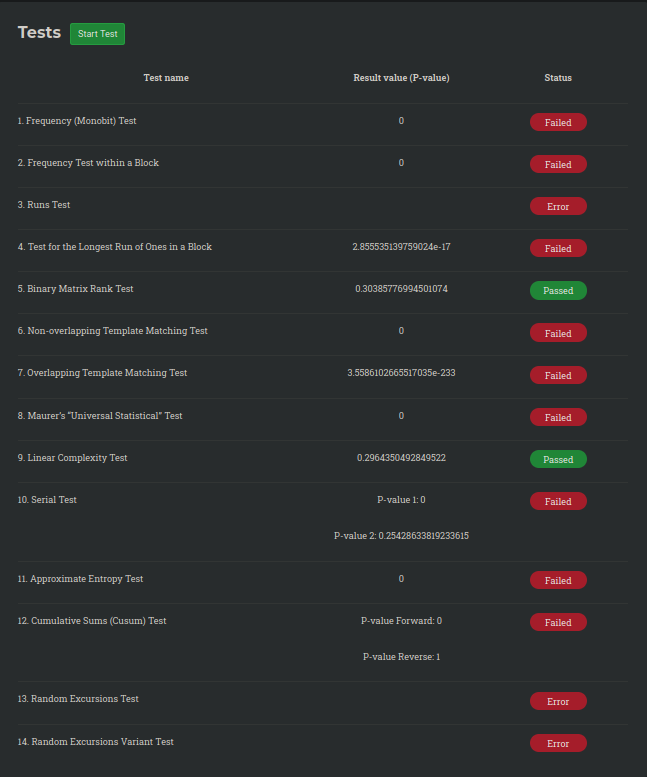 Tests Start Test
Test name Result value (P-value) Status
1. Frequency (Monobit) Test 0 Failed
2. Frequency Test within a Block 0 Failed
3. Runs Test Error
4. Test for the Longest Run of Ones in a Block 2.855535139759024e-17 Failed
5. Binary Matrix Rank Test 0.30385776994501074 Passed
6. Non-overlapping Template Matching Test 0 Failed
7. Overlapping Template Matching Test 3.5586102665517035e-233 Failed
8. Maurer's "Universal Statistical" Test 0 Failed
9. Linear Complexity Test 0.2964350492849522 Passed
10. Serial Test P-value 1: 0 Failed
P-value 2: 0.25428633819233615
11. Approximate Entropy Test 0 Failed
12. Cumulative Sums (Cusum) Test P-value Forward: 0 Failed
P-value Reverse: 1
13. Random Excursions Test Error
14. Random Excursions Variant Test Error